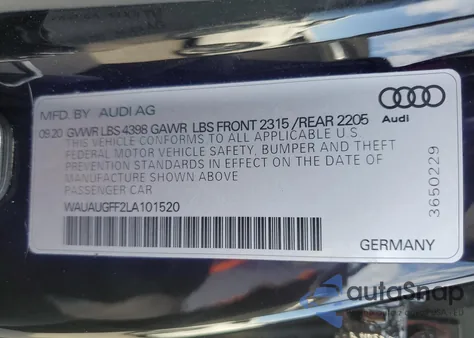 MFD. BY AUDI AG
09.20 GVWR LBS 4398 GAWR LBS FRONT 2315 /REAR 2205
THIS VEHICLE CONFORMS TO ALL APPLICABLE U.S.
FEDERAL MOTOR VEHICLE SAFETY, BUMPER AND THEFT
PREVENTION STANDARDS IN EFFECT ON THE DATE OF
MANUFACTURE SHOWN ABOVE
PASSENGER CAR
WAUAUGFF2LA101520
Audi
3650229
GERMANY
autoSnap